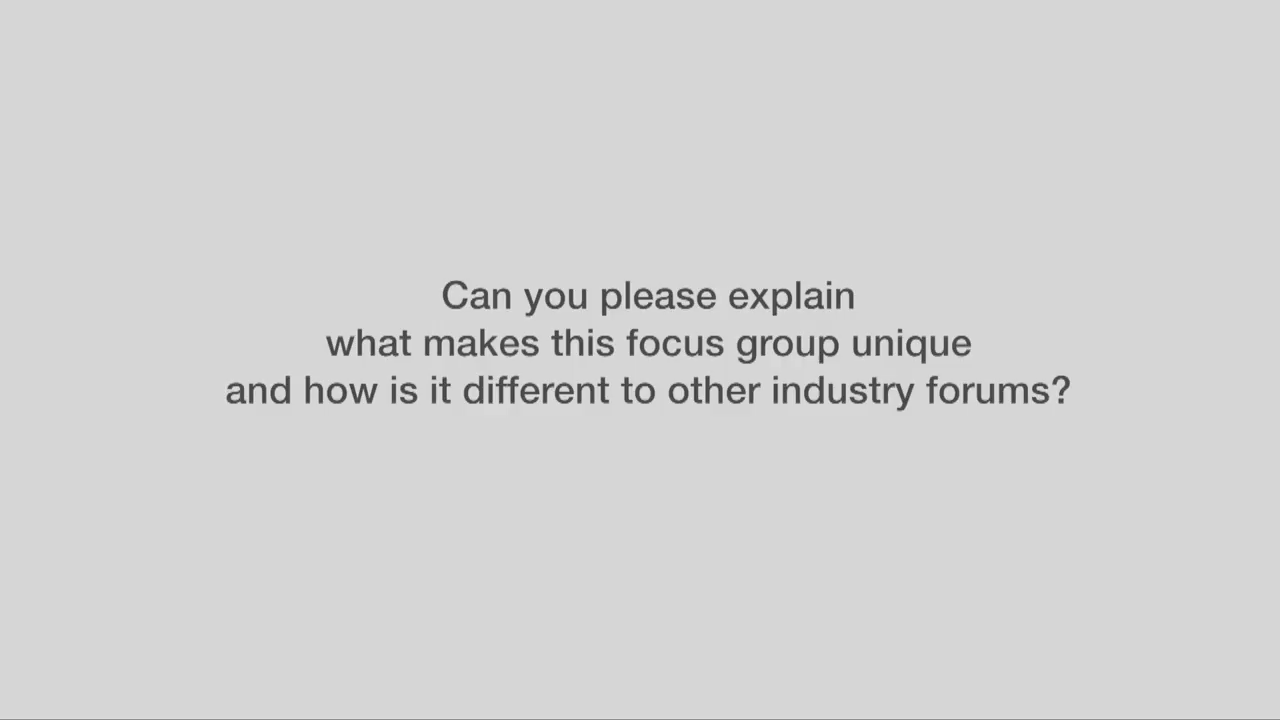 Can you please explain
what makes this focus group unique
and how is it different to other industry forums?